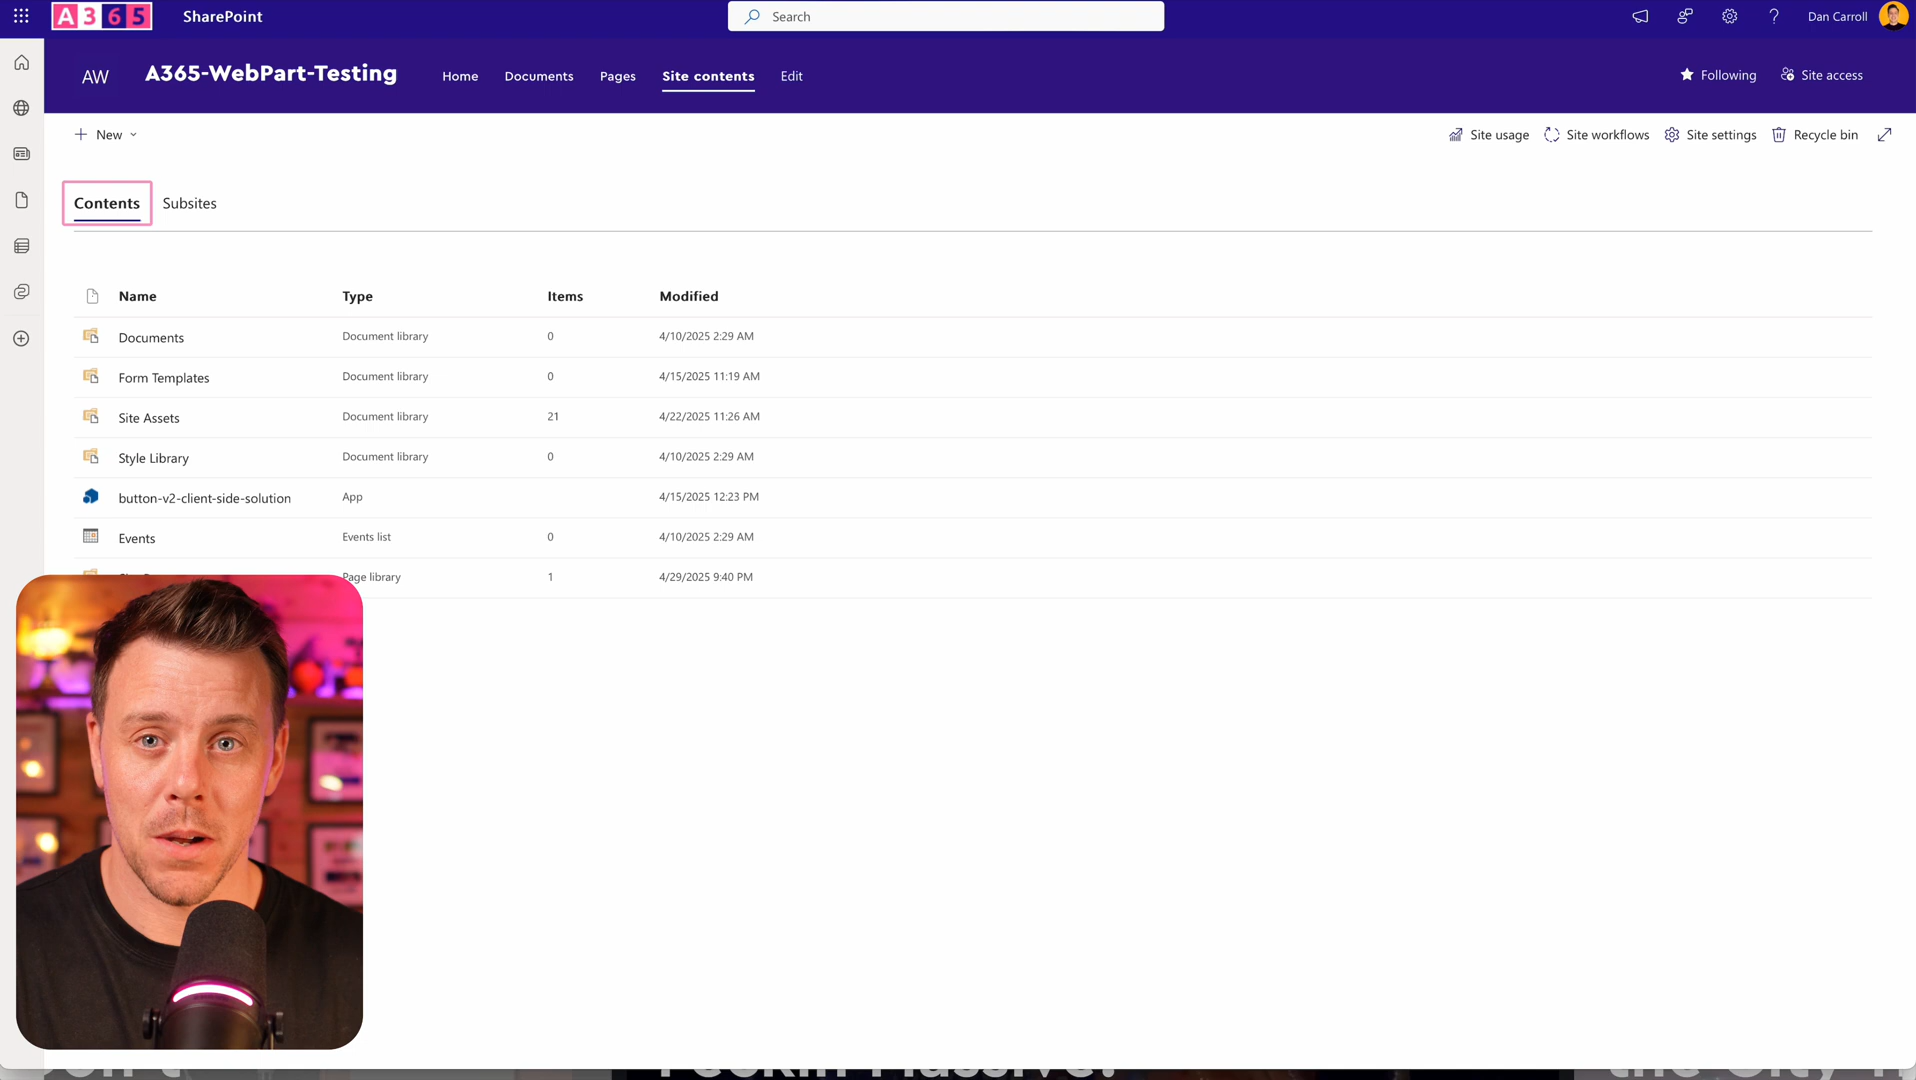 A365
SharePoint
Search
Dan Carroll
AW
A365-WebPart-Testing
Home
Documents
Pages
Site contents
Edit
Following
Site access
New
Site usage
Site workflows
Site settings
Recycle bin
Contents
Subsites
Name Type Items Modified
Documents Document library 0 4/10/2025 2:29 AM
Form Templates Document library 0 4/15/2025 11:19 AM
Site Assets Document library 21 4/22/2025 11:26 AM
Style Library Document library 0 4/10/2025 2:29 AM
button-v2-client-side-solution App 4/15/2025 12:23 PM
Events Events list 0 4/10/2025 2:29 AM
Page library 1 4/29/2025 9:40 PM